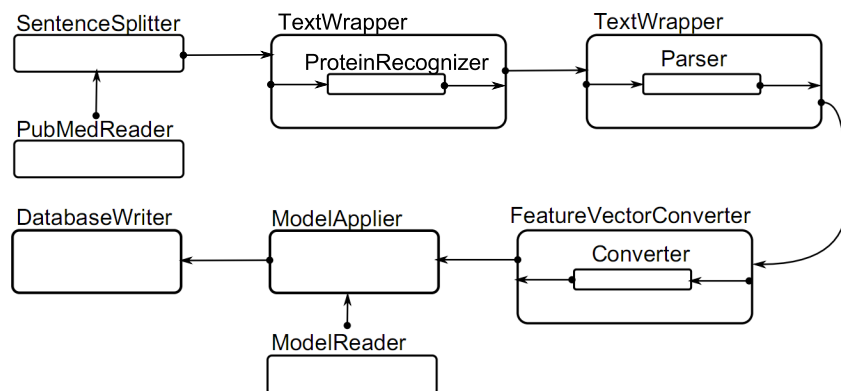 SentenceSplitter
TextWrapper
TextWrapper
ProteinRecognizer
Parser
PubMedReader
DatabaseWriter
ModelApplier
FeatureVectorConverter
Converter
ModelReader